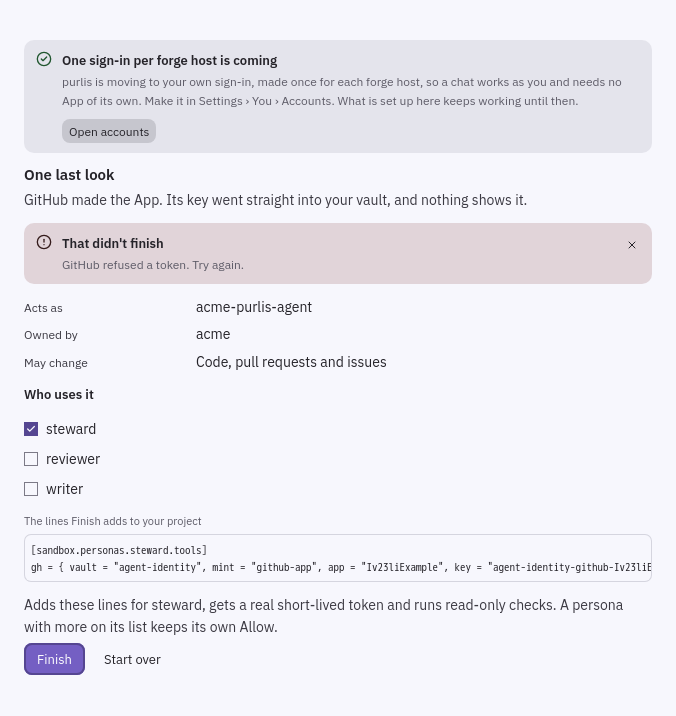 One sign-in per forge host is coming
purlis is moving to your own sign-in, made once for each forge host, so a chat works as you and needs no
App of its own. Make it in Settings › You › Accounts. What is set up here keeps working until then.
Open accounts
One last look
GitHub made the App. Its key went straight into your vault, and nothing shows it.
That didn't finish
GitHub refused a token. Try again.
Acts as acme-purlis-agent
Owned by acme
May change Code, pull requests and issues
Who uses it
steward
reviewer
writer
The lines Finish adds to your project
[sandbox.personas.steward.tools]
gh = { vault = "agent-identity", mint = "github-app", app = "Iv23liExample", key = "agent-identity-github-Iv23liE
Adds these lines for steward, gets a real short-lived token and runs read-only checks. A persona
with more on its list keeps its own Allow.
Finish Start over